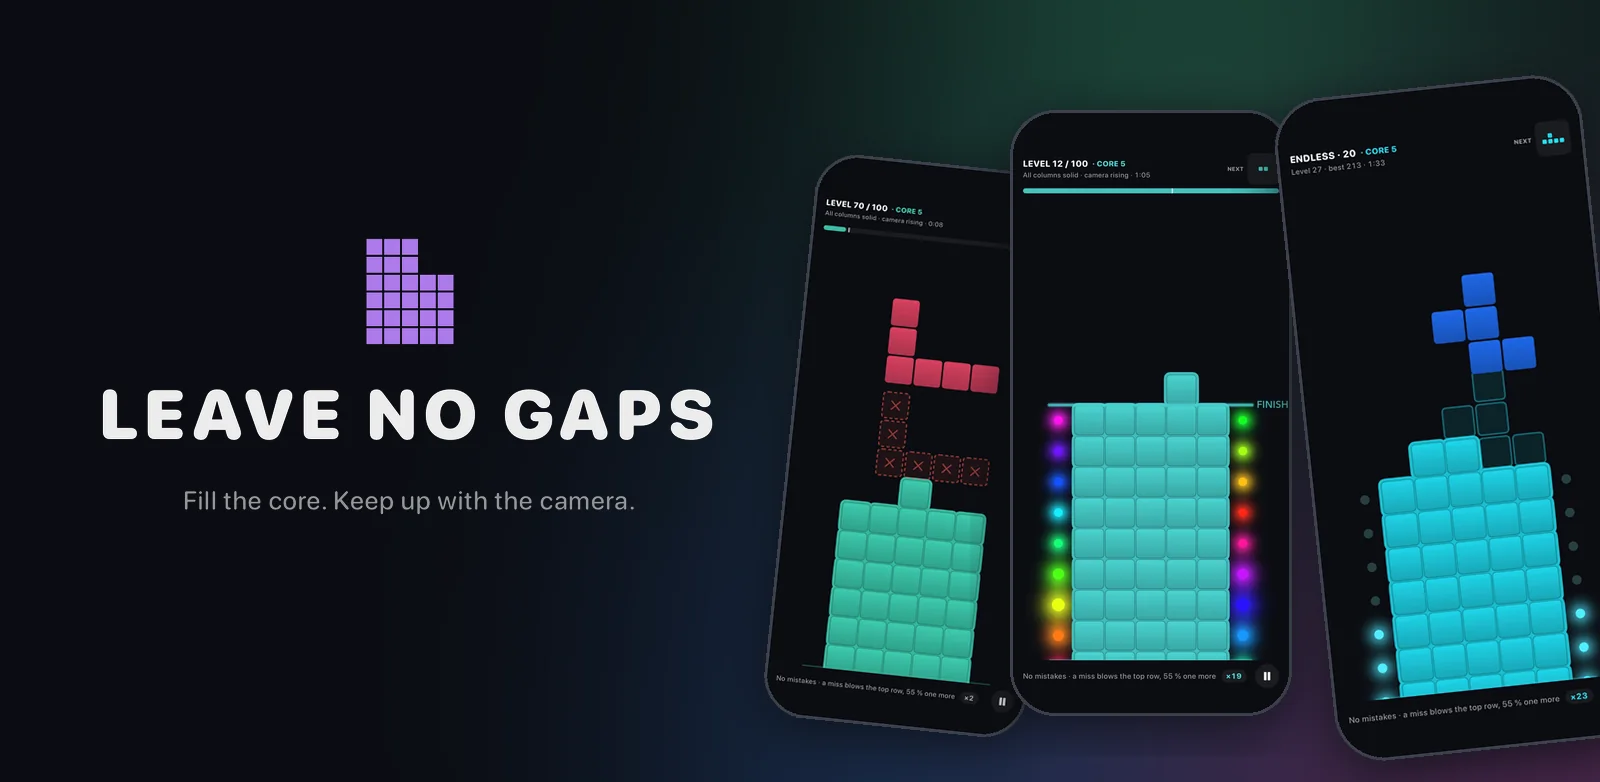 LEAVE NO GAPS
Fill the core. Keep up with the camera.
LEVEL 70 / 100 · CORE 5
All columns solid · camera rising · 0:08
No mistakes · a miss blows the top row, 55 % one more ×2
LEVEL 12 / 100 · CORE 5
All columns solid · camera rising · 1:05
NEXT
FINISH
No mistakes · a miss blows the top row, 55 % one more ×19
ENDLESS · 20 · CORE 5
Level 27 · best 213 · 1:33
NEXT
No mistakes · a miss blows the top row, 55 % one more ×23